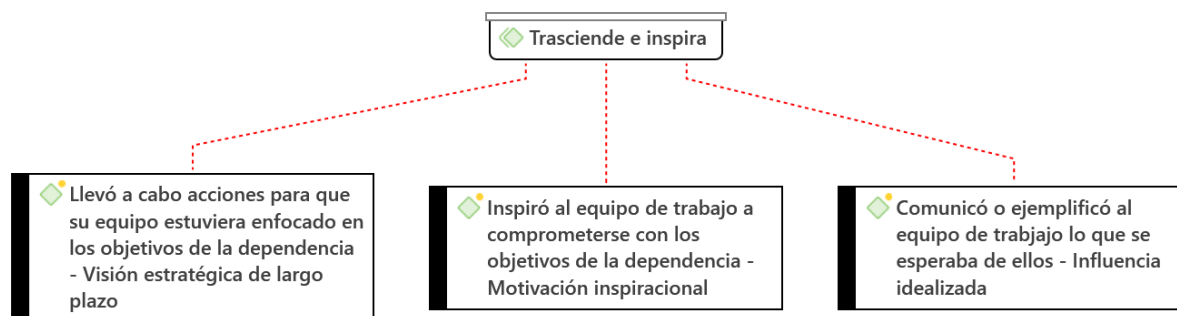 Trasciende e inspira
Llevó a cabo acciones para que
su equipo estuviera enfocado en
los objetivos de la dependencia
- Visión estratégica de largo
plazo
Inspiró al equipo de trabajo a
comprometerse con los
objetivos de la dependencia -
Motivación inspiracional
Comunicó o ejemplificó al
equipo de trabjajo lo que se
esperaba de ellos - Influencia
idealizada